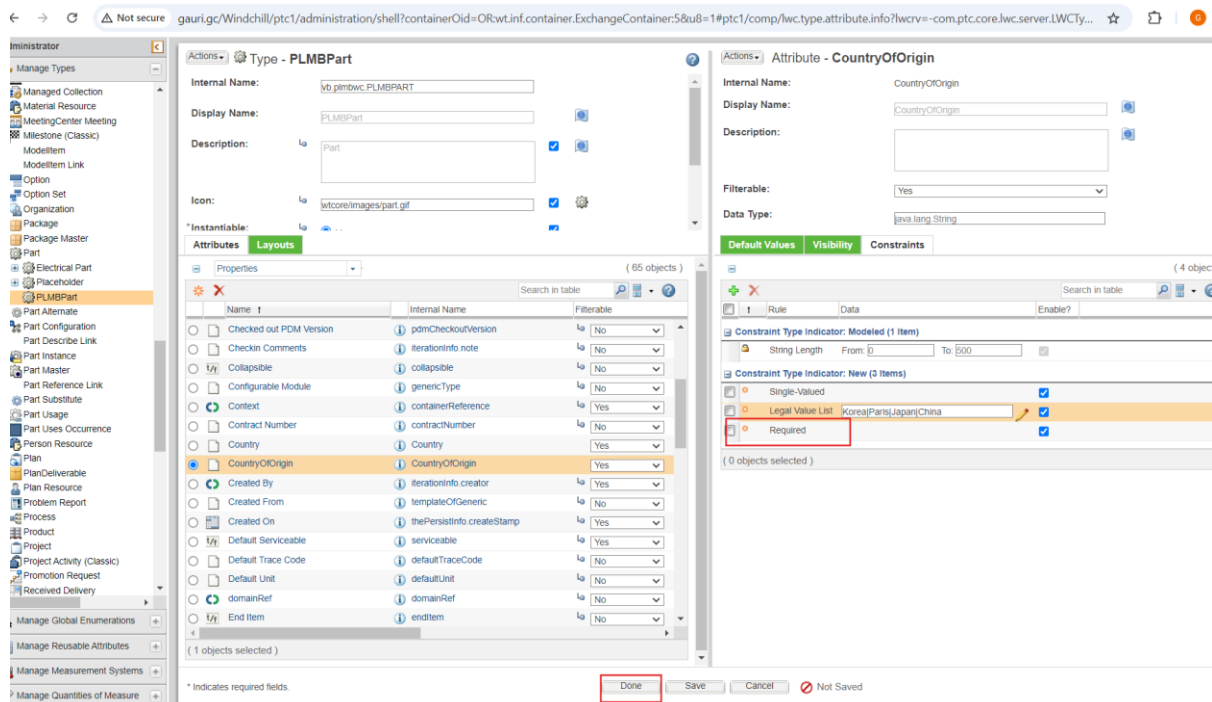 Not secure gauri.gc/Windchill/ptc1/administration/shell?containerOid=OR:wt.inf.container.ExchangeContainer:5&u8=1#ptc1/comp/lwc.type.attribute.info?lwcrv=-com.ptc.core.lwc.server.LWCTy...
G
dministrator
Manage Types
Managed Collection
Material Resource
MeetingCenter Meeting
Milestone (Classic)
ModelItem
ModelItem Link
Option
Option Set
Organization
Package
Package Master
Part
Electrical Part
Placeholder
PLMBPart
Part Alternate
Part Configuration
Part Describe Link
Part Instance
Part Master
Part Reference Link
Part Substitute
Part Usage
Part Uses Occurrence
Person Resource
Plan
PlanDeliverable
Plan Resource
Problem Report
Process
Product
Project
Project Activity (Classic)
Promotion Request
Received Delivery
Manage Global Enumerations
Manage Reusable Attributes
Manage Measurement Systems
Manage Quantities of Measure
Actions Type - PLMBPart
Internal Name: vb.plmbwc.PLMBPART
Display Name: PLMBPart
Description: Part
Icon: wtcore/images/part.gif
*Instantiable:
Attributes Layouts
Properties ( 65 objects )
Search in table
Name Internal Name Filterable
Checked out PDM Version pdmCheckoutVersion No
Checkin Comments iterationInfo.note No
Collapsible collapsible No
Configurable Module genericType No
Context containerReference Yes
Contract Number contractNumber No
Country Country Yes
CountryOfOrigin CountryOfOrigin Yes
Created By iterationInfo.creator Yes
Created From templateOfGeneric No
Created On thePersistInfo.createStamp Yes
Default Serviceable serviceable Yes
Default Trace Code defaultTraceCode No
Default Unit defaultUnit No
domainRef domainRef No
End Item endItem No
( 1 objects selected )
Actions Attribute - CountryOfOrigin
Internal Name: CountryOfOrigin
Display Name: CountryOfOrigin
Description:
Filterable: Yes
Data Type: java.lang.String
Default Values Visibility Constraints
( 4 objec
Search in table
Rule Data Enable?
Constraint Type Indicator: Modeled (1 Item)
String Length From: 0 To: 500
Constraint Type Indicator: New (3 Items)
Single-Valued
Legal Value List Korea|Paris|Japan|China
Required
( 0 objects selected )
* Indicates required fields.
Done Save Cancel Not Saved